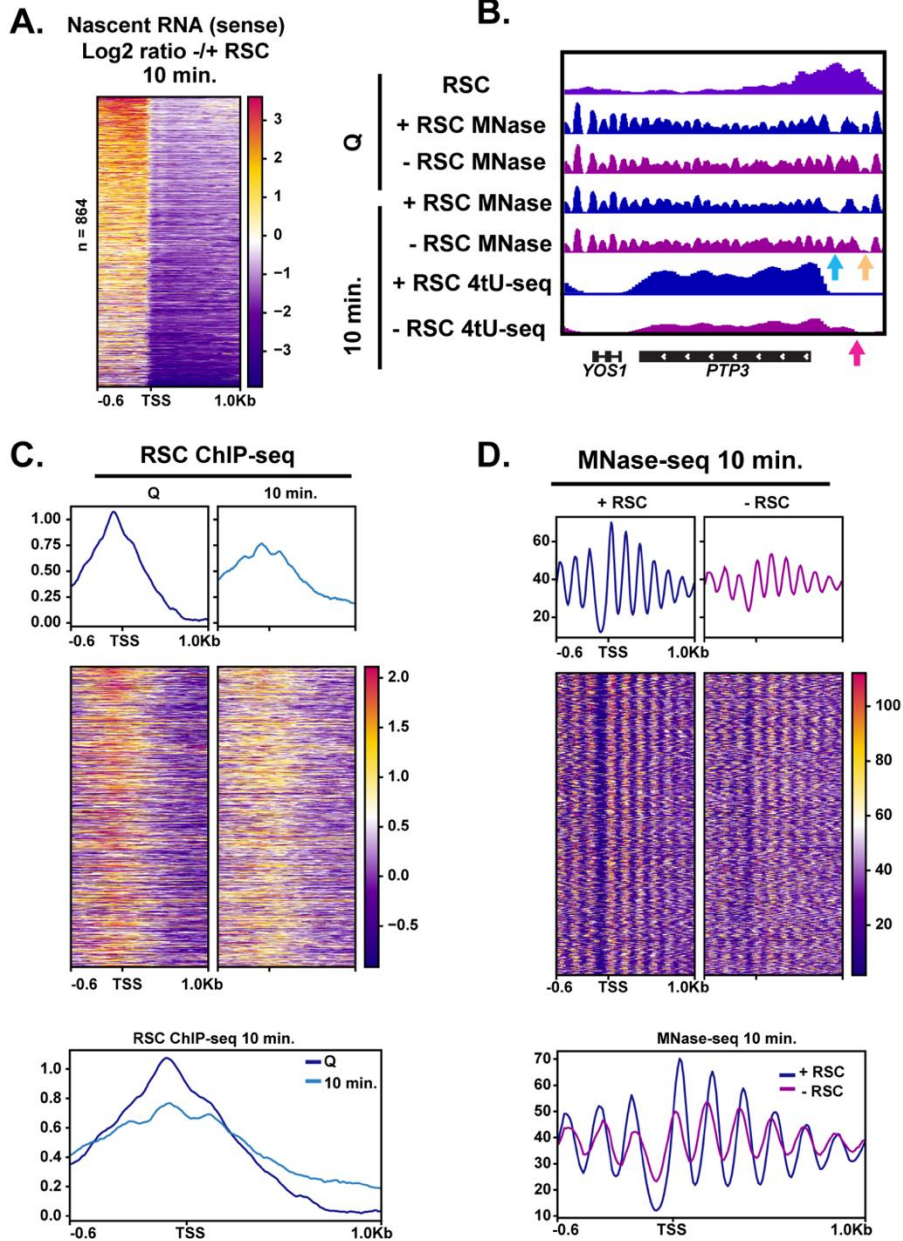 A.
Nascent RNA (sense)
Log2 ratio -/+ RSC
10 min.
n = 864
3
2
1
0
−1
−2
−3
-0.6 TSS 1.0Kb
B.
Q
10 min.
RSC
+ RSC MNase
- RSC MNase
+ RSC MNase
- RSC MNase
+ RSC 4tU-seq
- RSC 4tU-seq
YOS1 PTP3
C.
RSC ChIP-seq
Q 10 min.
1.00
0.75
0.50
0.25
0.00
-0.6 TSS 1.0Kb
2.0
1.5
1.0
0.5
0.0
−0.5
-0.6 TSS 1.0Kb
RSC ChIP-seq 10 min.
Q
10 min.
1.0
0.8
0.6
0.4
0.2
0.0
-0.6 TSS 1.0Kb
D.
MNase-seq 10 min.
+ RSC - RSC
60
40
20
-0.6 TSS 1.0Kb
100
80
60
40
20
-0.6 TSS 1.0Kb
MNase-seq 10 min.
+ RSC
- RSC
70
60
50
40
30
20
10
-0.6 TSS 1.0Kb